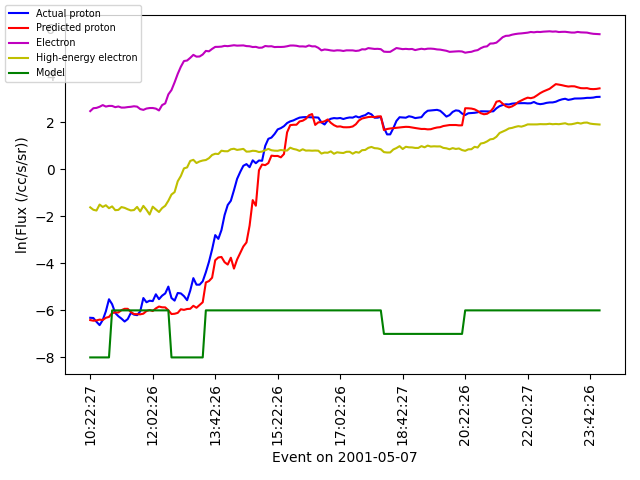 Actual proton
Predicted proton
Electron
High-energy electron
Model
2
0
−2
−4
−6
−8
ln(Flux (/cc/s/sr))
10:22:27
12:02:26
13:42:26
15:22:26
17:02:26
18:42:27
20:22:26
22:02:27
23:42:26
Event on 2001-05-07